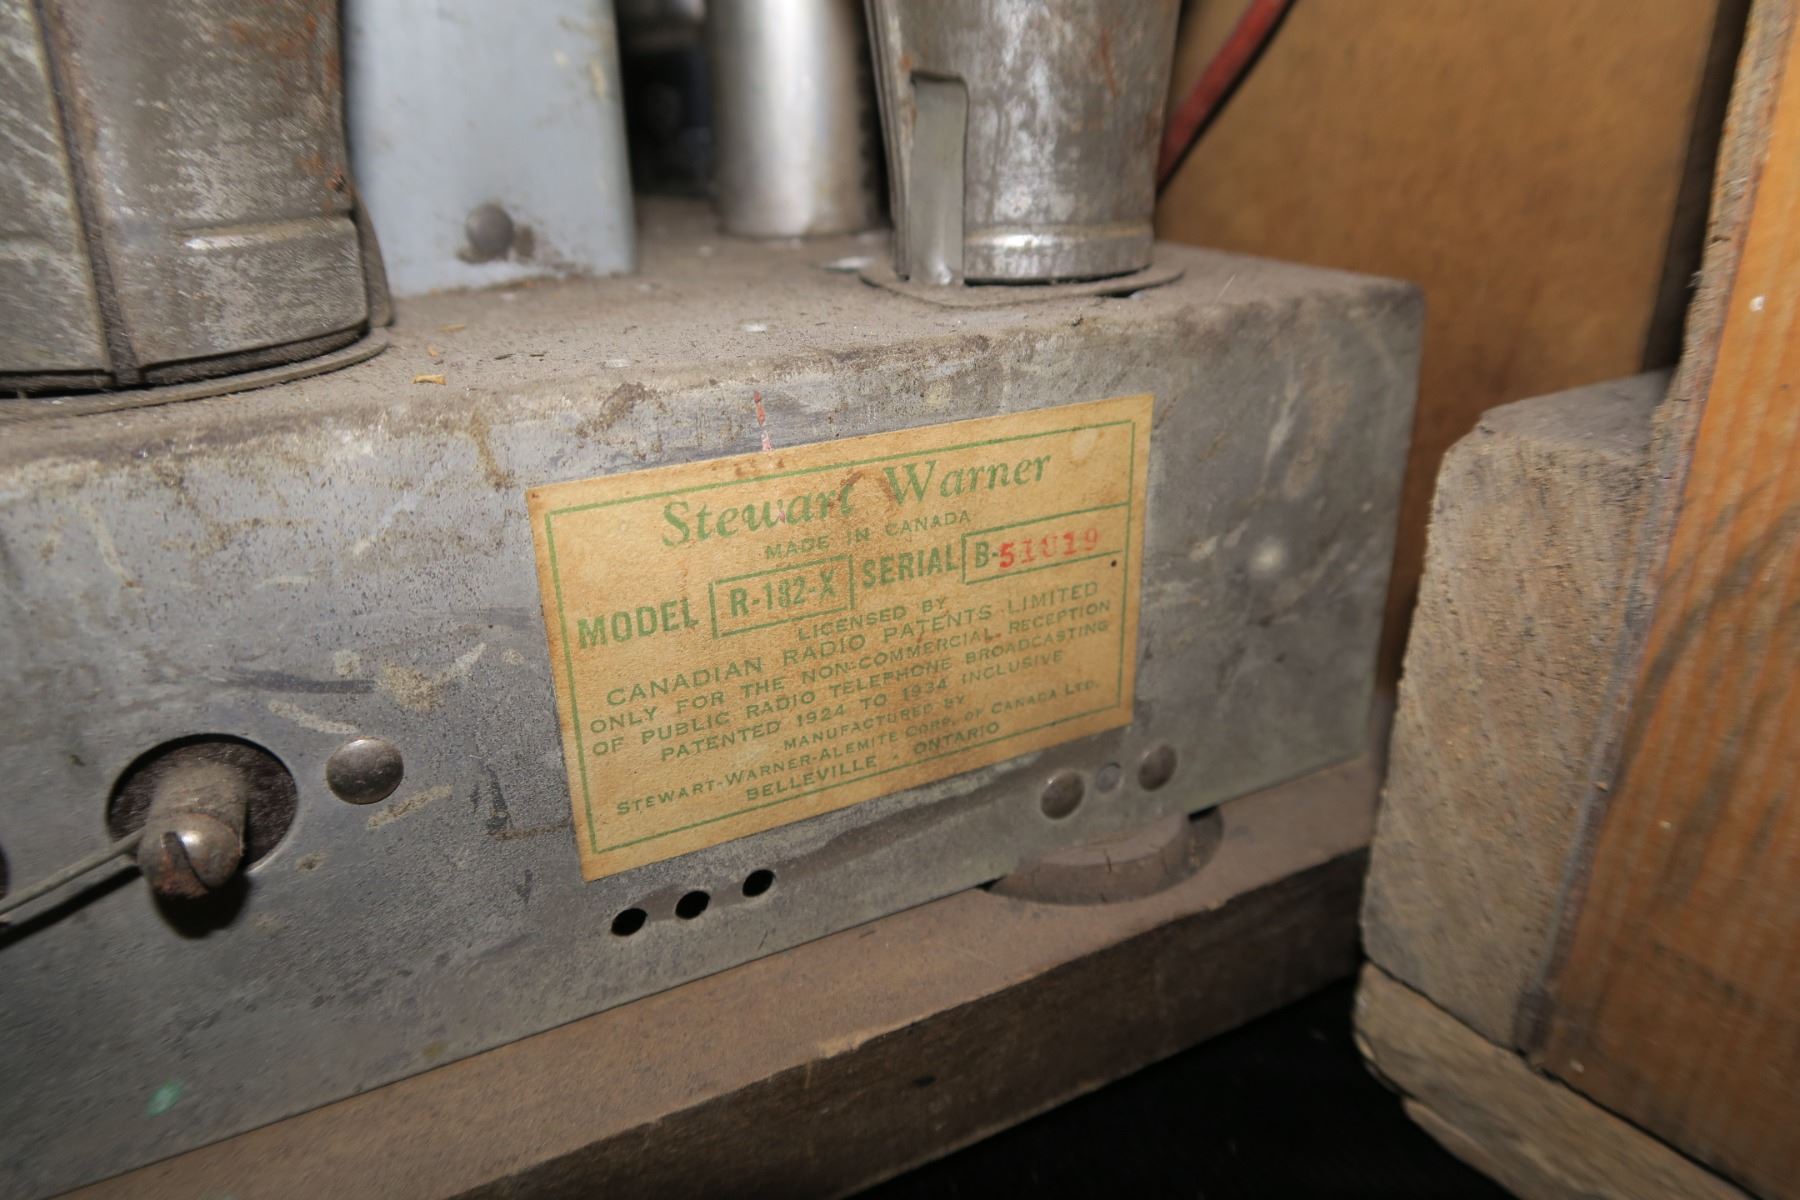 Stewart Warner
MADE IN CANADA
MODEL R-182-X SERIAL B-51819
LICENSED BY
CANADIAN RADIO PATENTS LIMITED
ONLY FOR THE NON-COMMERCIAL RECEPTION
OF PUBLIC RADIO TELEPHONE BROADCASTING
PATENTED 1924 TO 1934 INCLUSIVE
MANUFACTURED BY
STEWART-WARNER-ALEMITE CORP. OF CANADA LTD.
BELLEVILLE - ONTARIO